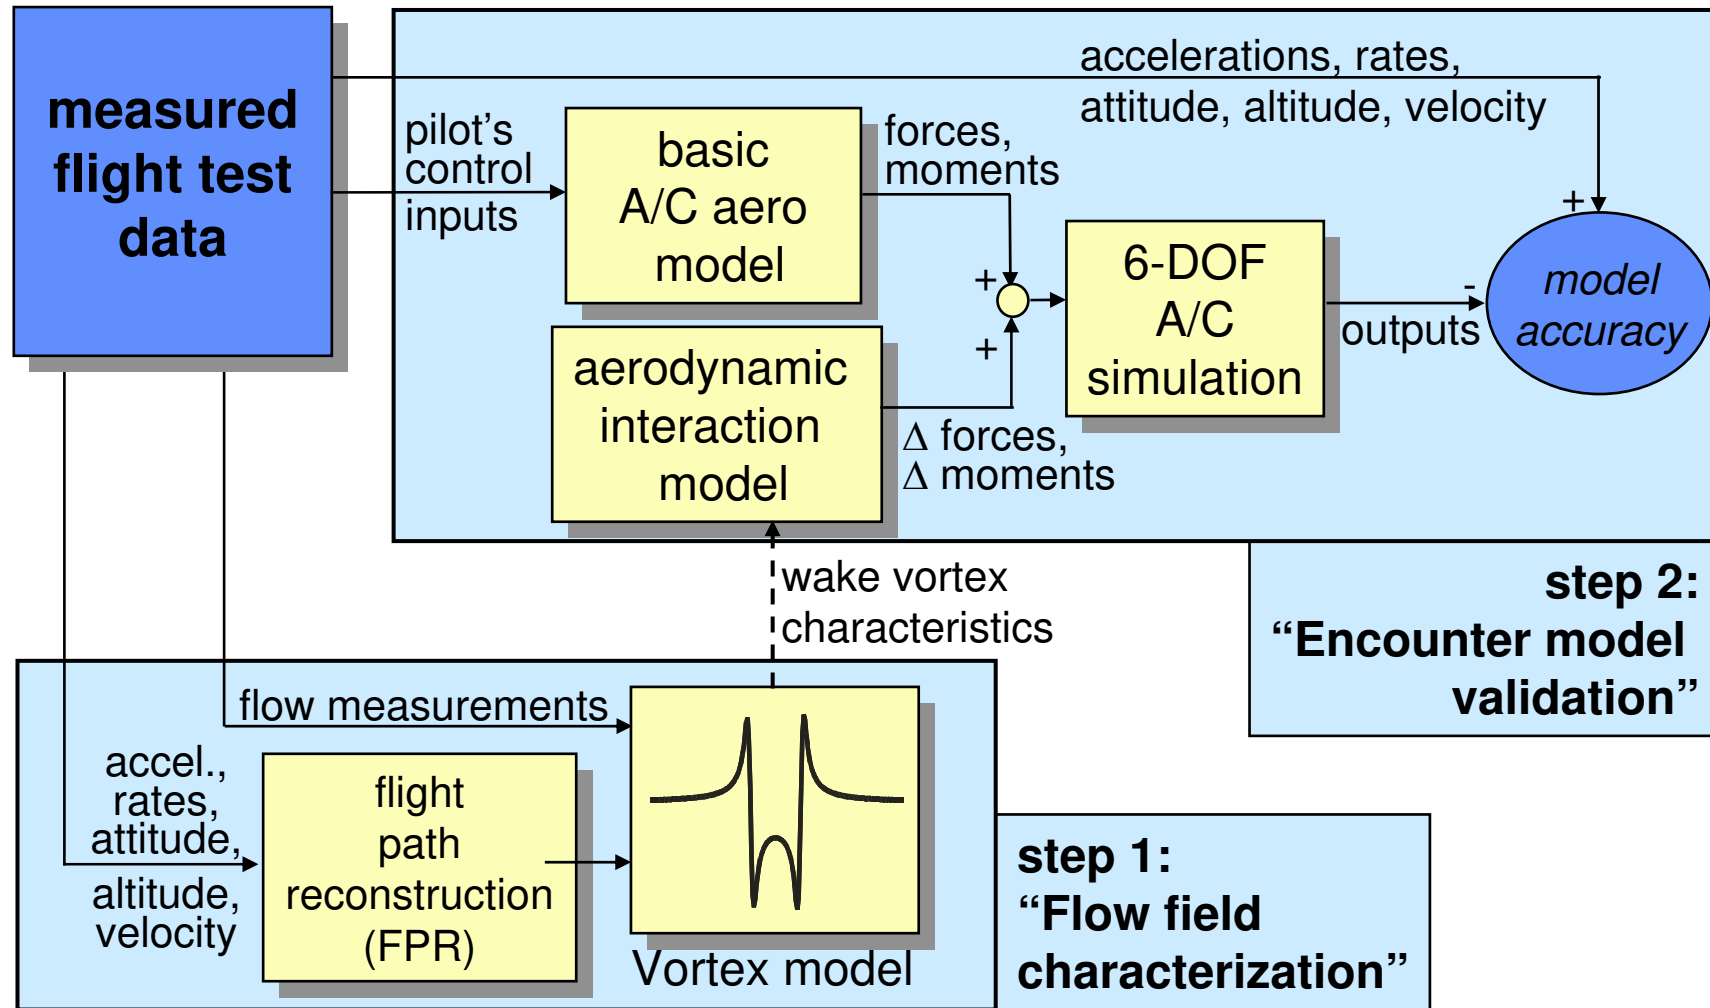 measured
flight test
data
accelerations, rates,
attitude, altitude, velocity
pilot’s
control
inputs
basic
A/C aero
model
forces,
moments
+
+
+
6-DOF
A/C
simulation
-
outputs
model
accuracy
aerodynamic
interaction
model
Δ forces,
Δ moments
wake vortex
characteristics
step 2:
“Encounter model
validation”
flow measurements
accel.,
rates,
attitude,
altitude,
velocity
flight
path
reconstruction
(FPR)
Vortex model
step 1:
“Flow field
characterization”